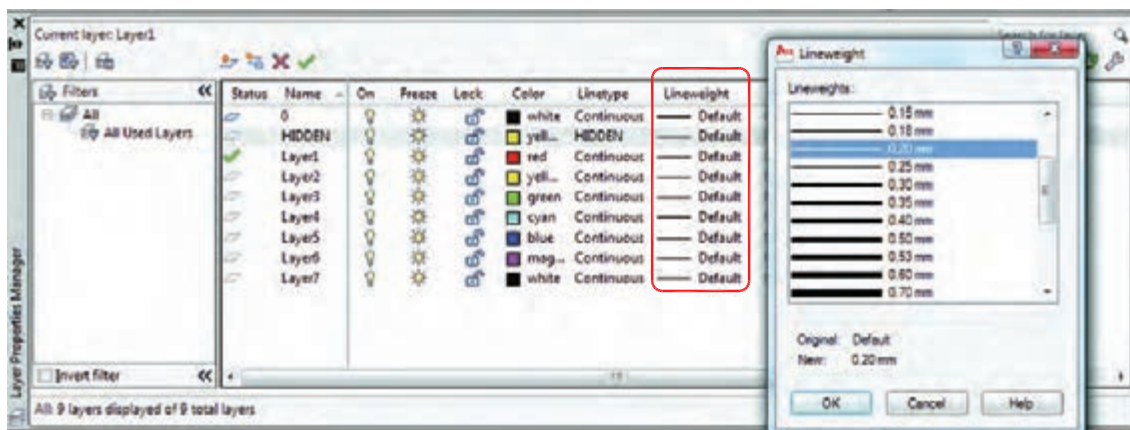 Current layer: Layer1
Search for layer
Filters
All
All Used Layers
Invert filter
Status Name On Freeze Lock Color Linetype Lineweight
0 white Continuous Default
HIDDEN yell... HIDDEN Default
Layer1 red Continuous Default
Layer2 yell... Continuous Default
Layer3 green Continuous Default
Layer4 cyan Continuous Default
Layer5 blue Continuous Default
Layer6 mag... Continuous Default
Layer7 white Continuous Default
All: 9 layers displayed of 9 total layers
Layer Properties Manager
Lineweight
Lineweights:
0.15 mm
0.18 mm
0.20 mm
0.25 mm
0.30 mm
0.35 mm
0.40 mm
0.50 mm
0.53 mm
0.60 mm
0.70 mm
Original: Default
New: 0.20 mm
OK Cancel Help